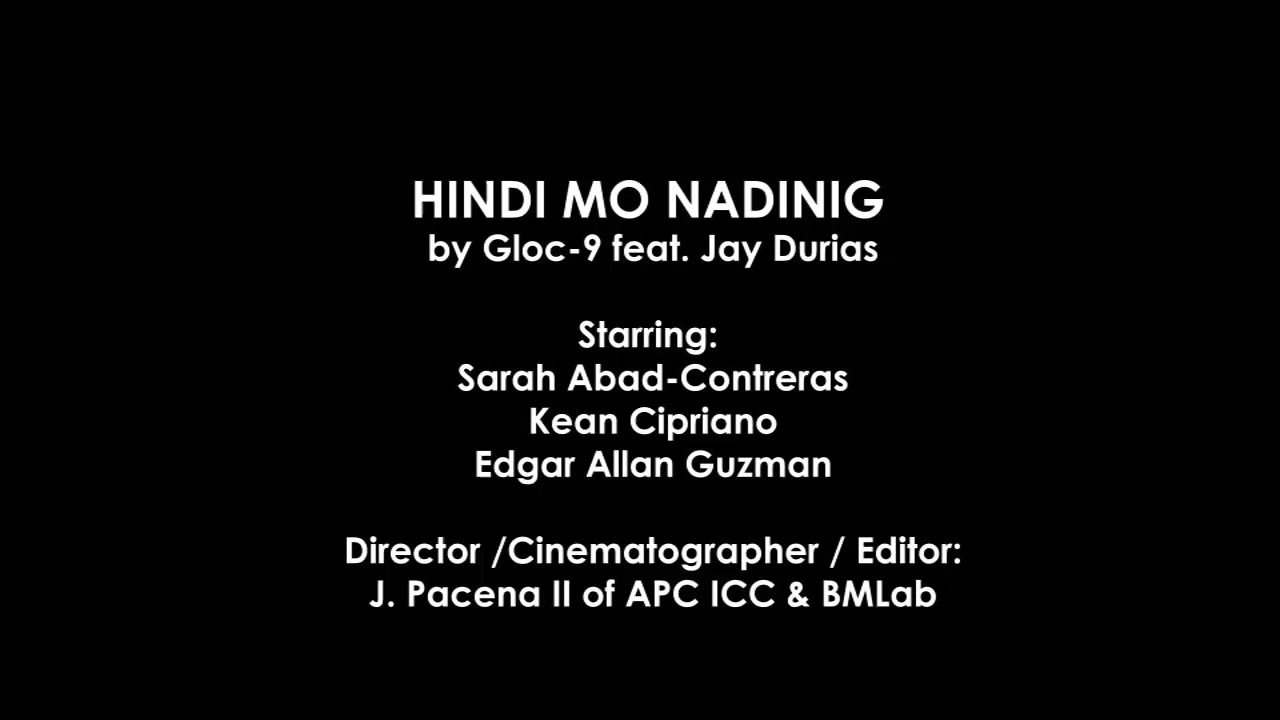 HINDI MO NADINIG
by Gloc-9 feat. Jay Durias
Starring:
Sarah Abad-Contreras
Kean Cipriano
Edgar Allan Guzman
Director /Cinematographer / Editor:
J. Pacena II of APC ICC & BMLab